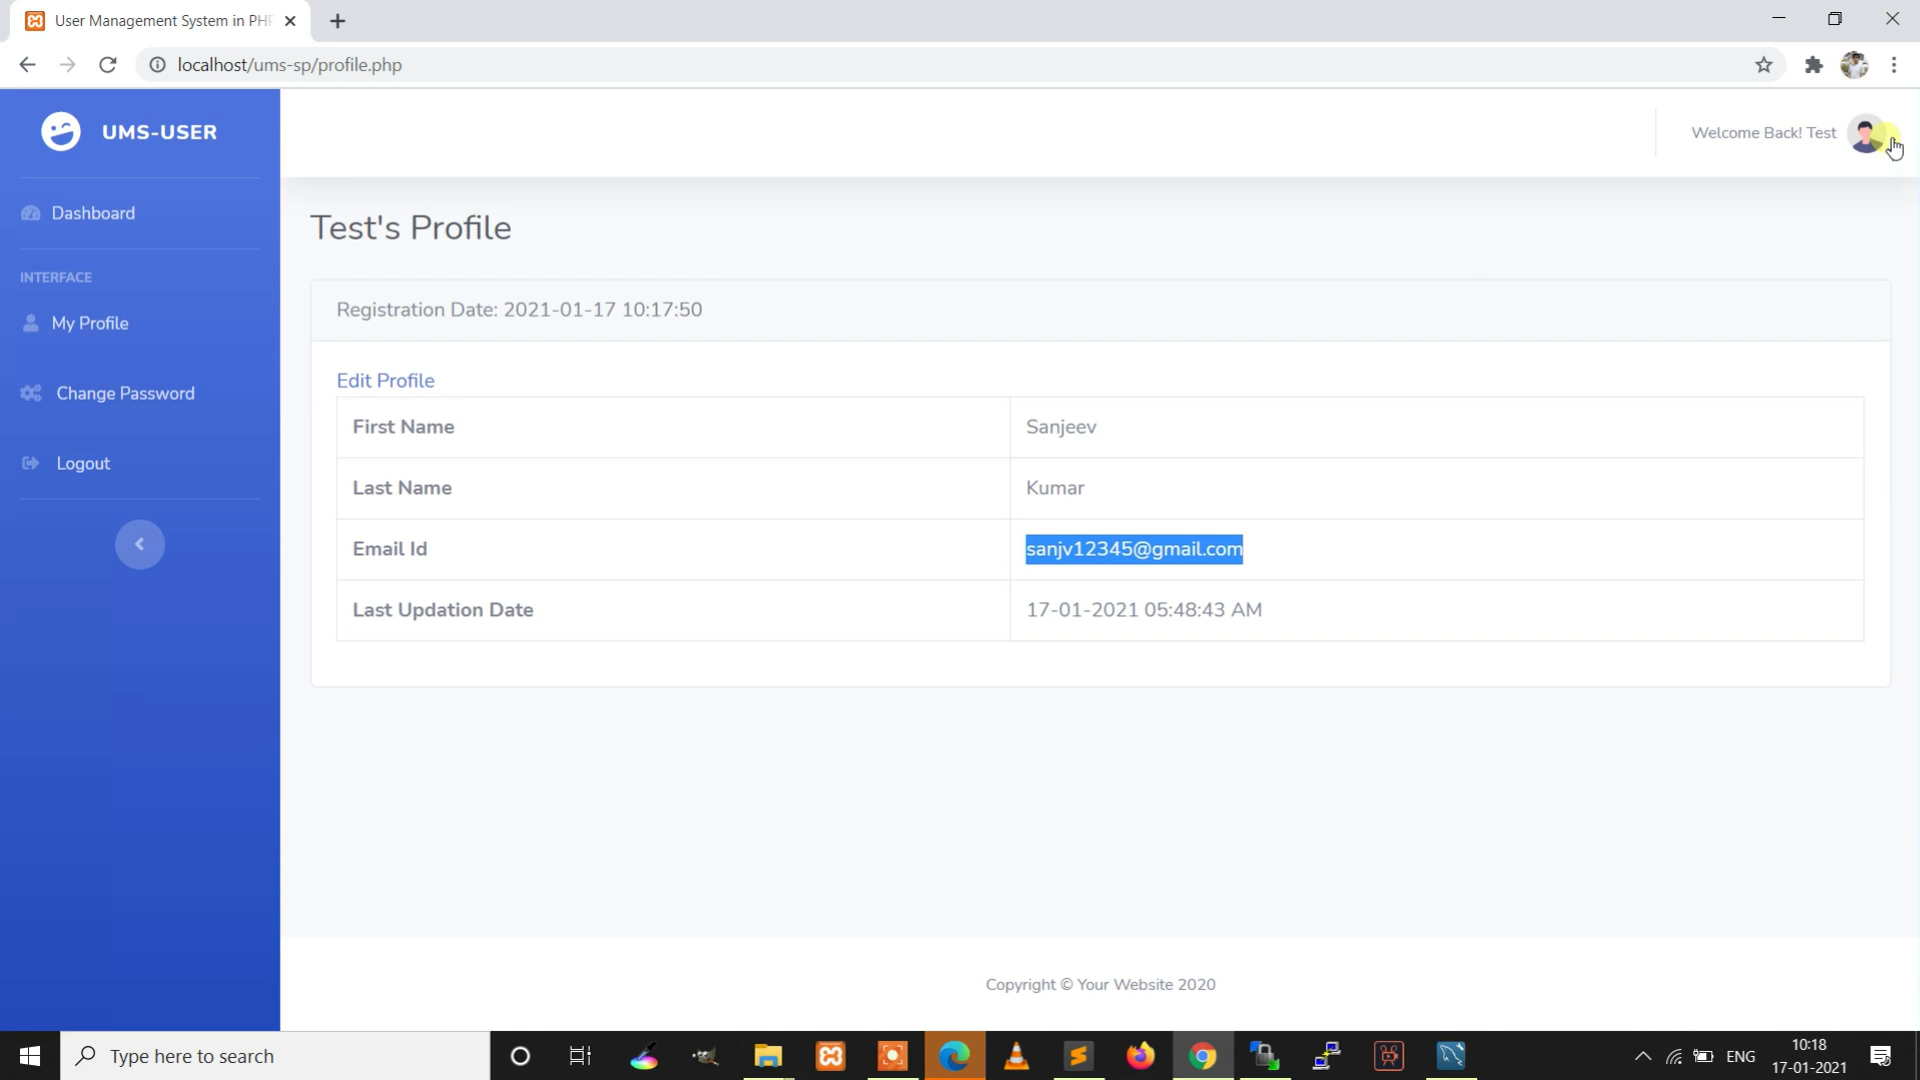 User Management System in PHP
localhost/ums-sp/profile.php
UMS-USER
Welcome Back! Test
Dashboard
INTERFACE
My Profile
Change Password
Logout
Test's Profile
Registration Date: 2021-01-17 10:17:50
Edit Profile
First Name Sanjeev
Last Name Kumar
Email Id sanjv12345@gmail.com
Last Updation Date 17-01-2021 05:48:43 AM
Copyright © Your Website 2020
Type here to search
ENG
10:18
17-01-2021